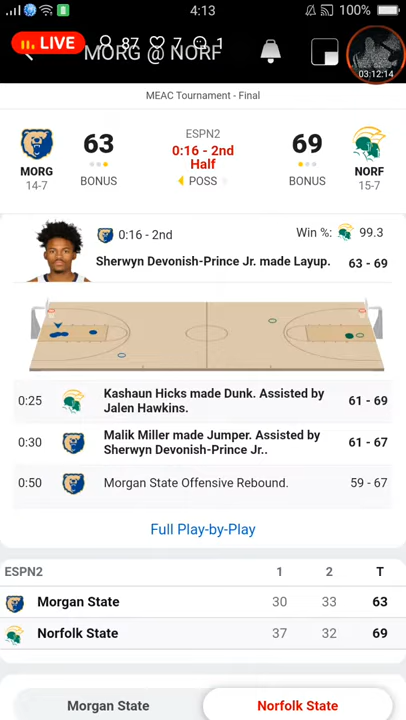 4:13
100%
LIVE
87
7
1
MORG @ NORF
03:12:14
MEAC Tournament - Final
63
ESPN2
0:16 - 2nd
Half
69
MORG
14-7
BONUS
POSS
BONUS
NORF
15-7
0:16 - 2nd
Win %:
99.3
Sherwyn Devonish-Prince Jr. made Layup.
63 - 69
0:25
Kashaun Hicks made Dunk. Assisted by
Jalen Hawkins.
61 - 69
0:30
Malik Miller made Jumper. Assisted by
Sherwyn Devonish-Prince Jr..
61 - 67
0:50
Morgan State Offensive Rebound.
59 - 67
Full Play-by-Play
ESPN2 1 2 T
Morgan State 30 33 63
Norfolk State 37 32 69
Morgan State
Norfolk State